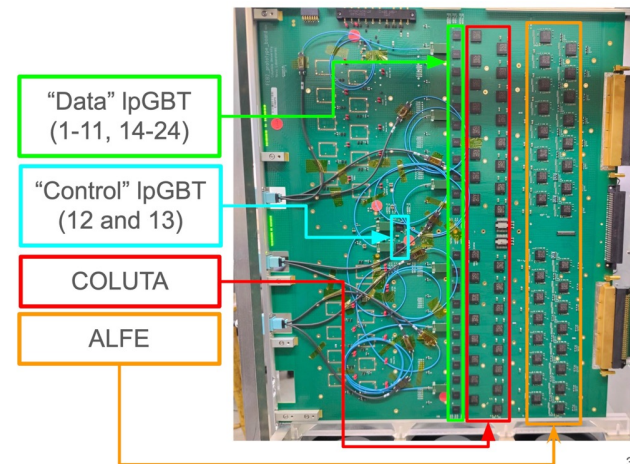 “Data” lpGBT
(1-11, 14-24)
“Control” lpGBT
(12 and 13)
COLUTA
ALFE